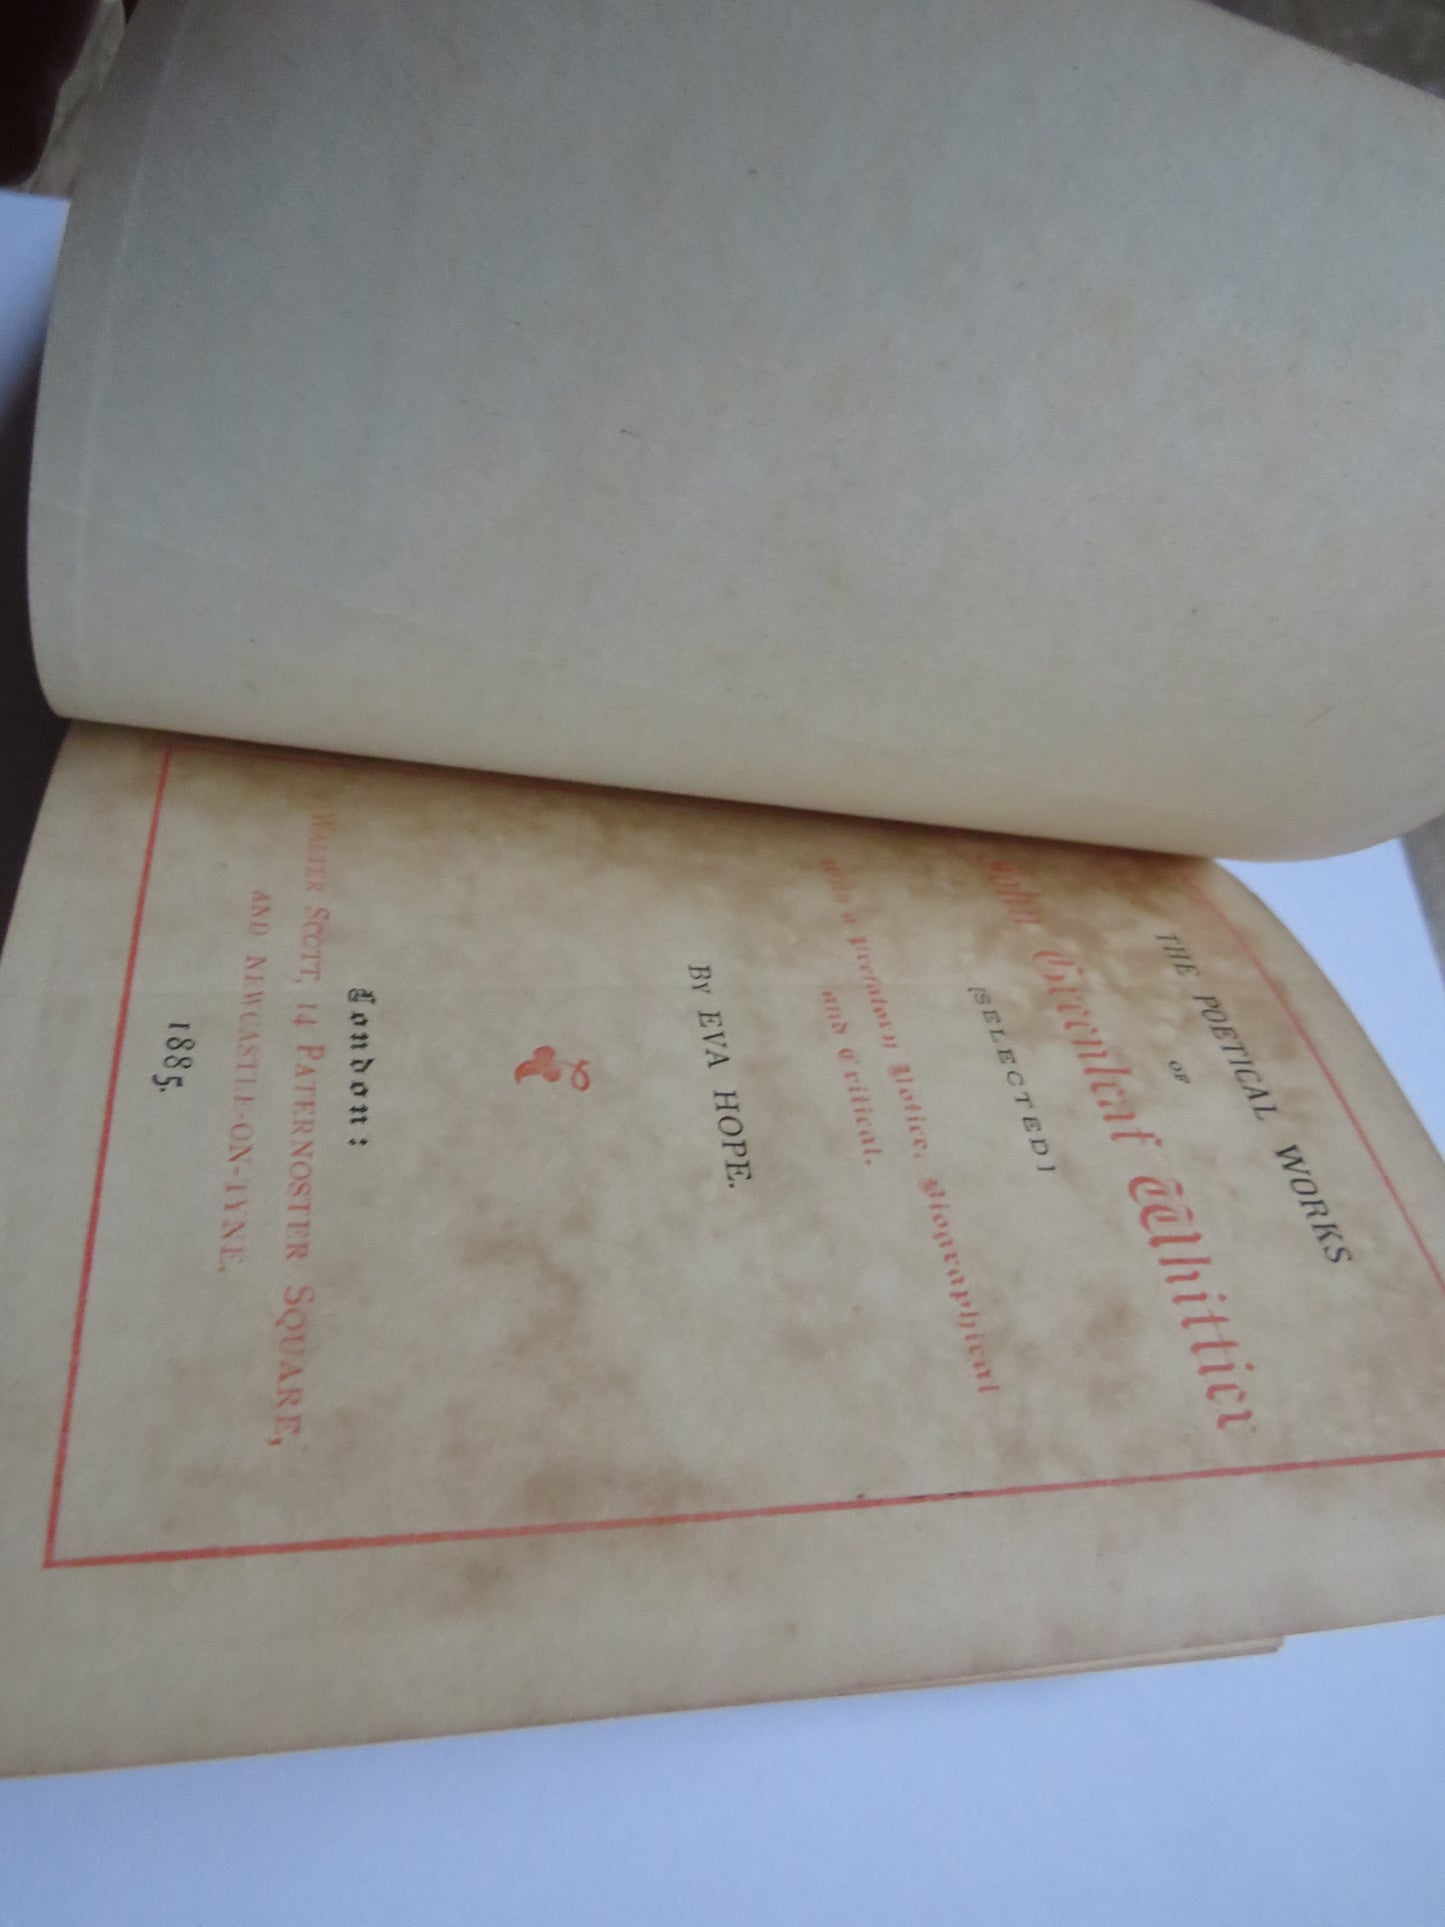 THE POETICAL WORKS
OF
John Greenleaf Whittier
[SELECTED]
With a Prefatory Notice, Biographical
and Critical.
BY EVA HOPE.
London:
WALTER SCOTT, 14 PATERNOSTER SQUARE,
AND NEWCASTLE-ON-TYNE.
1885.